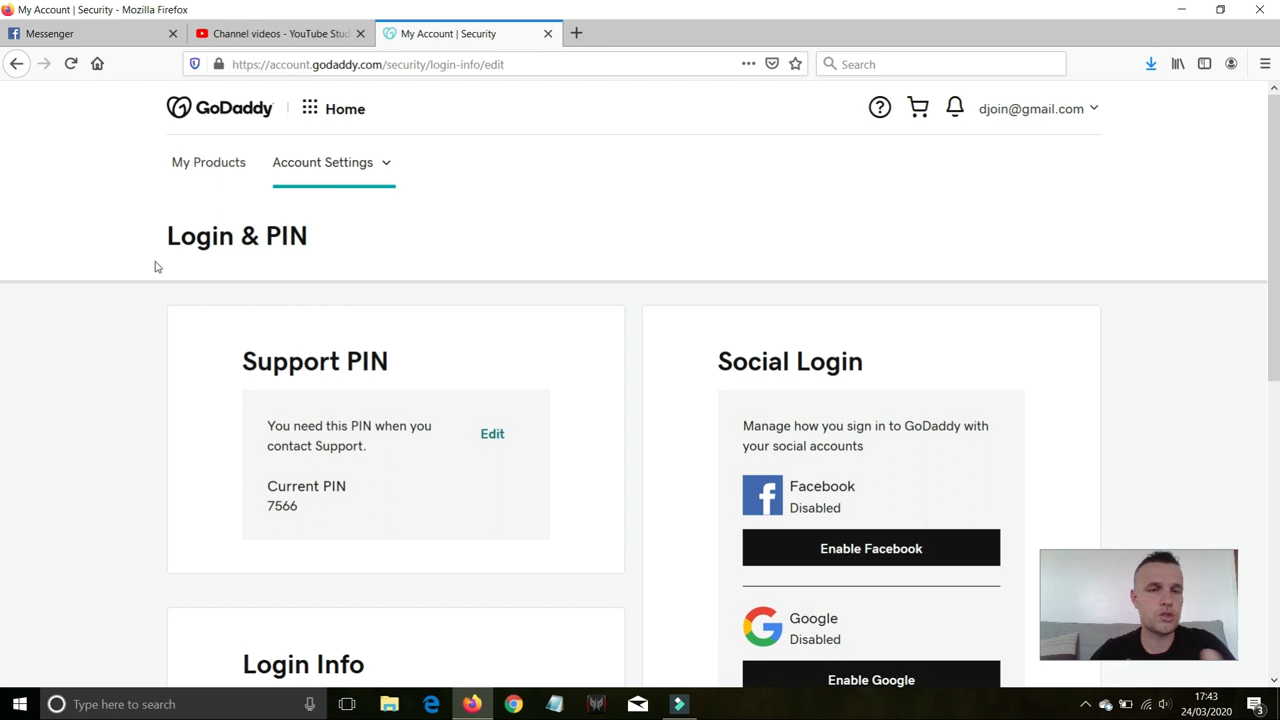 My Account | Security - Mozilla Firefox
Messenger
Channel videos - YouTube Stud
My Account | Security
https://account.godaddy.com/security/login-info/edit
Search
GoDaddy
Home
djoin@gmail.com
My Products
Account Settings
Login & PIN
Support PIN
You need this PIN when you
contact Support.
Edit
Current PIN
7566
Social Login
Manage how you sign in to GoDaddy with
your social accounts
Facebook
Disabled
Enable Facebook
Google
Disabled
Enable Google
Login Info
Type here to search
17:43
24/03/2020
3